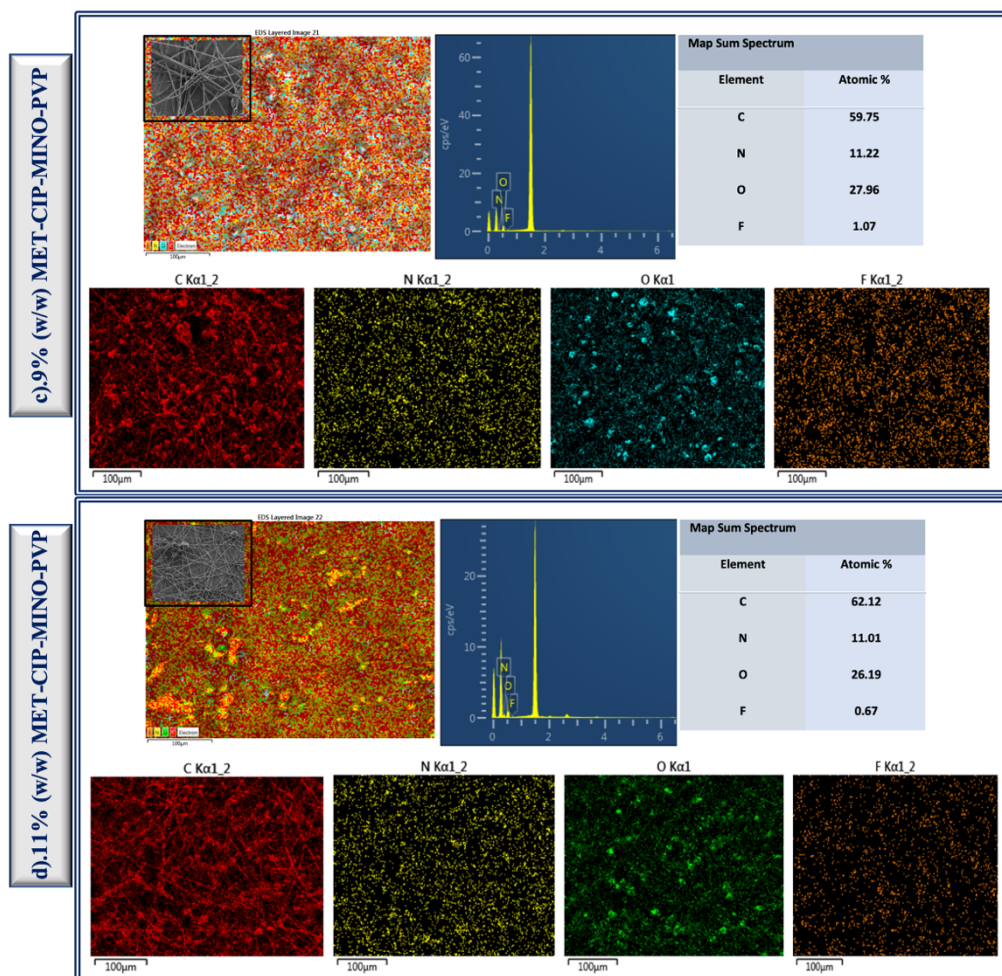 c).9% (w/w) MET-CIP-MINO-PVP
EDS Layered Image 21
Electron
100µm
cps/eV
60
40
20
0
O
N
F
0 2 4 6
Map Sum Spectrum
Element Atomic %
C 59.75
N 11.22
O 27.96
F 1.07
C Kα1_2
N Kα1_2
O Kα1
F Kα1_2
100µm
100µm
100µm
100µm
d).11% (w/w) MET-CIP-MINO-PVP
EDS Layered Image 22
Electron
100µm
cps/eV
20
10
0
N
O
F
0 2 4 6
Map Sum Spectrum
Element Atomic %
C 62.12
N 11.01
O 26.19
F 0.67
C Kα1_2
N Kα1_2
O Kα1
F Kα1_2
100µm
100µm
100µm
100µm